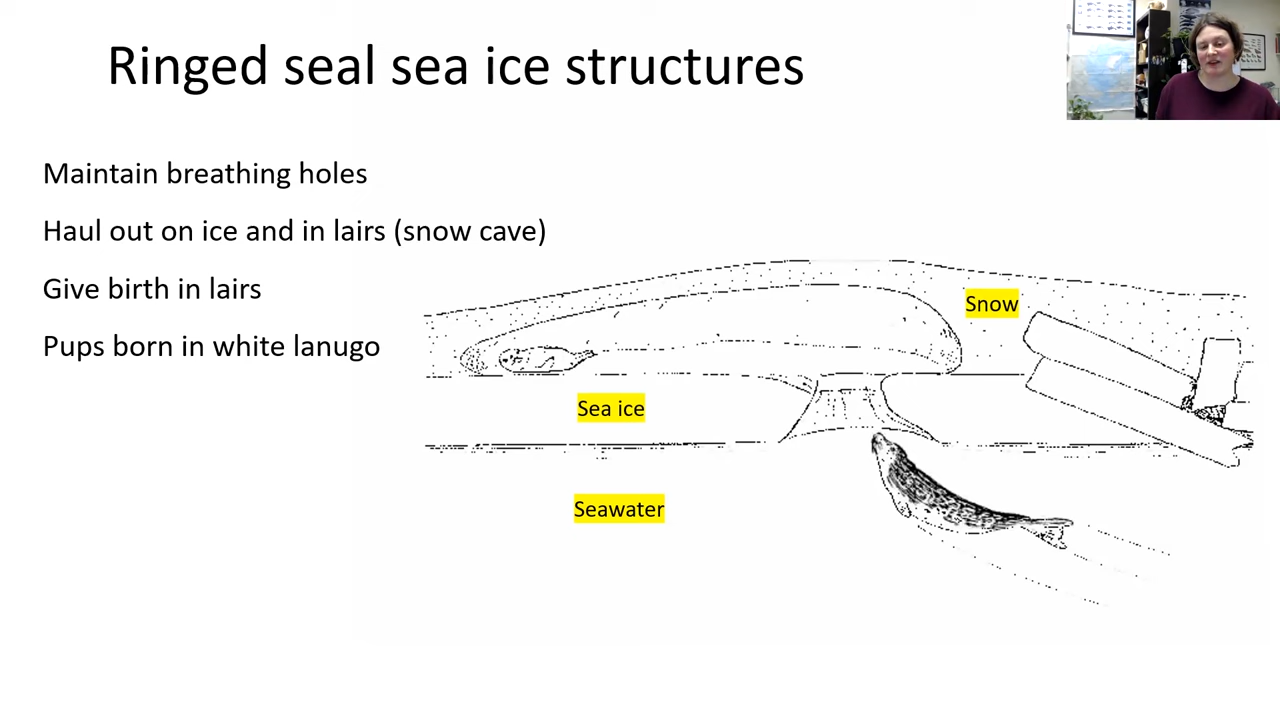 Ringed seal sea ice structures
Maintain breathing holes
Haul out on ice and in lairs (snow cave)
Give birth in lairs
Pups born in white lanugo
Snow
Sea ice
Seawater